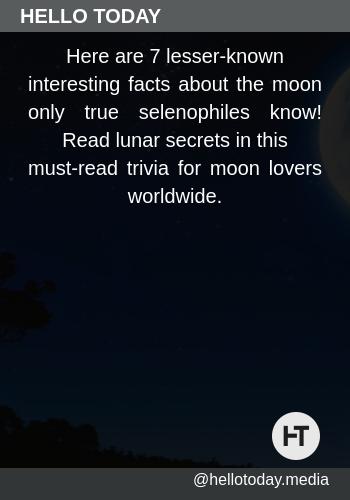 HELLO TODAY
Here are 7 lesser-known
interesting facts about the moon
only true selenophiles know!
Read lunar secrets in this
must-read trivia for moon lovers
worldwide.
HT
@hellotoday.media